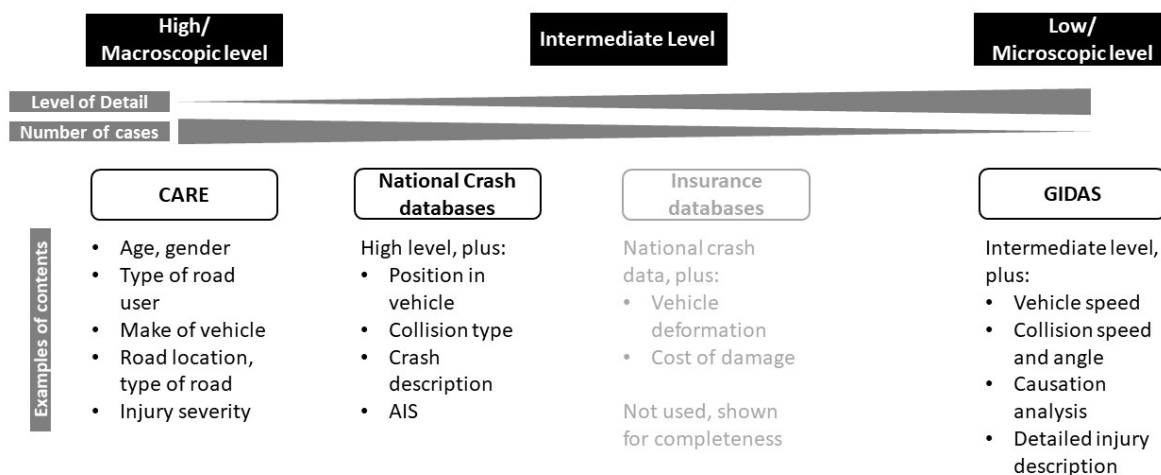 High/
Macroscopic level
Intermediate Level
Low/
Microscopic level
Level of Detail
Number of cases
CARE
National Crash
databases
Insurance
databases
GIDAS
Examples of contents
• Age, gender
• Type of road
user
• Make of vehicle
• Road location,
type of road
• Injury severity
High level, plus:
• Position in
vehicle
• Collision type
• Crash
description
• AIS
National crash
data, plus:
• Vehicle
deformation
• Cost of damage
Not used, shown
for completeness
Intermediate level,
plus:
• Vehicle speed
• Collision speed
and angle
• Causation
analysis
• Detailed injury
description